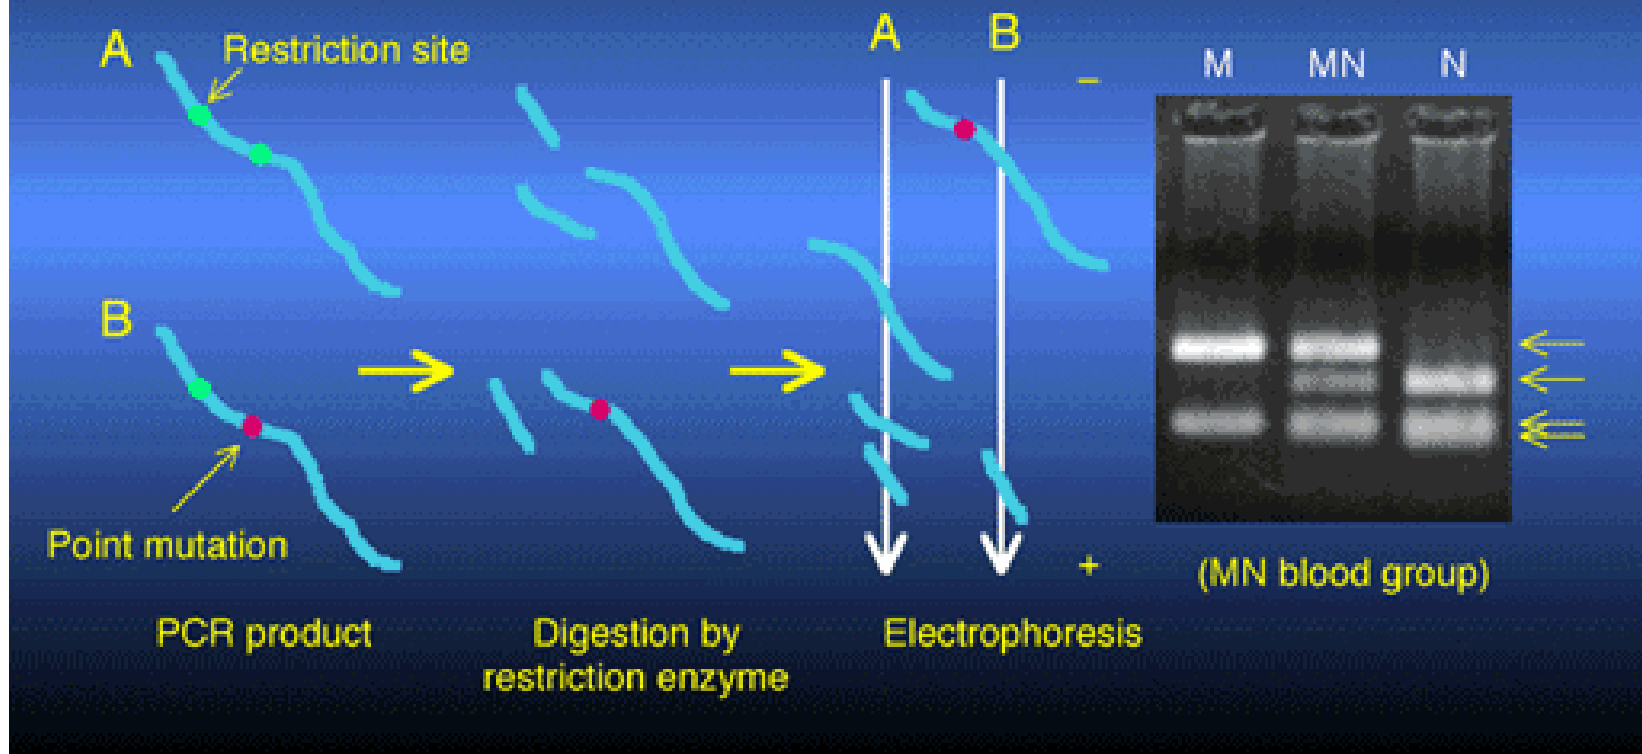 A
Restriction site
B
Point mutation
PCR product
Digestion by
restriction enzyme
A B
−
+
Electrophoresis
M MN N
(MN blood group)